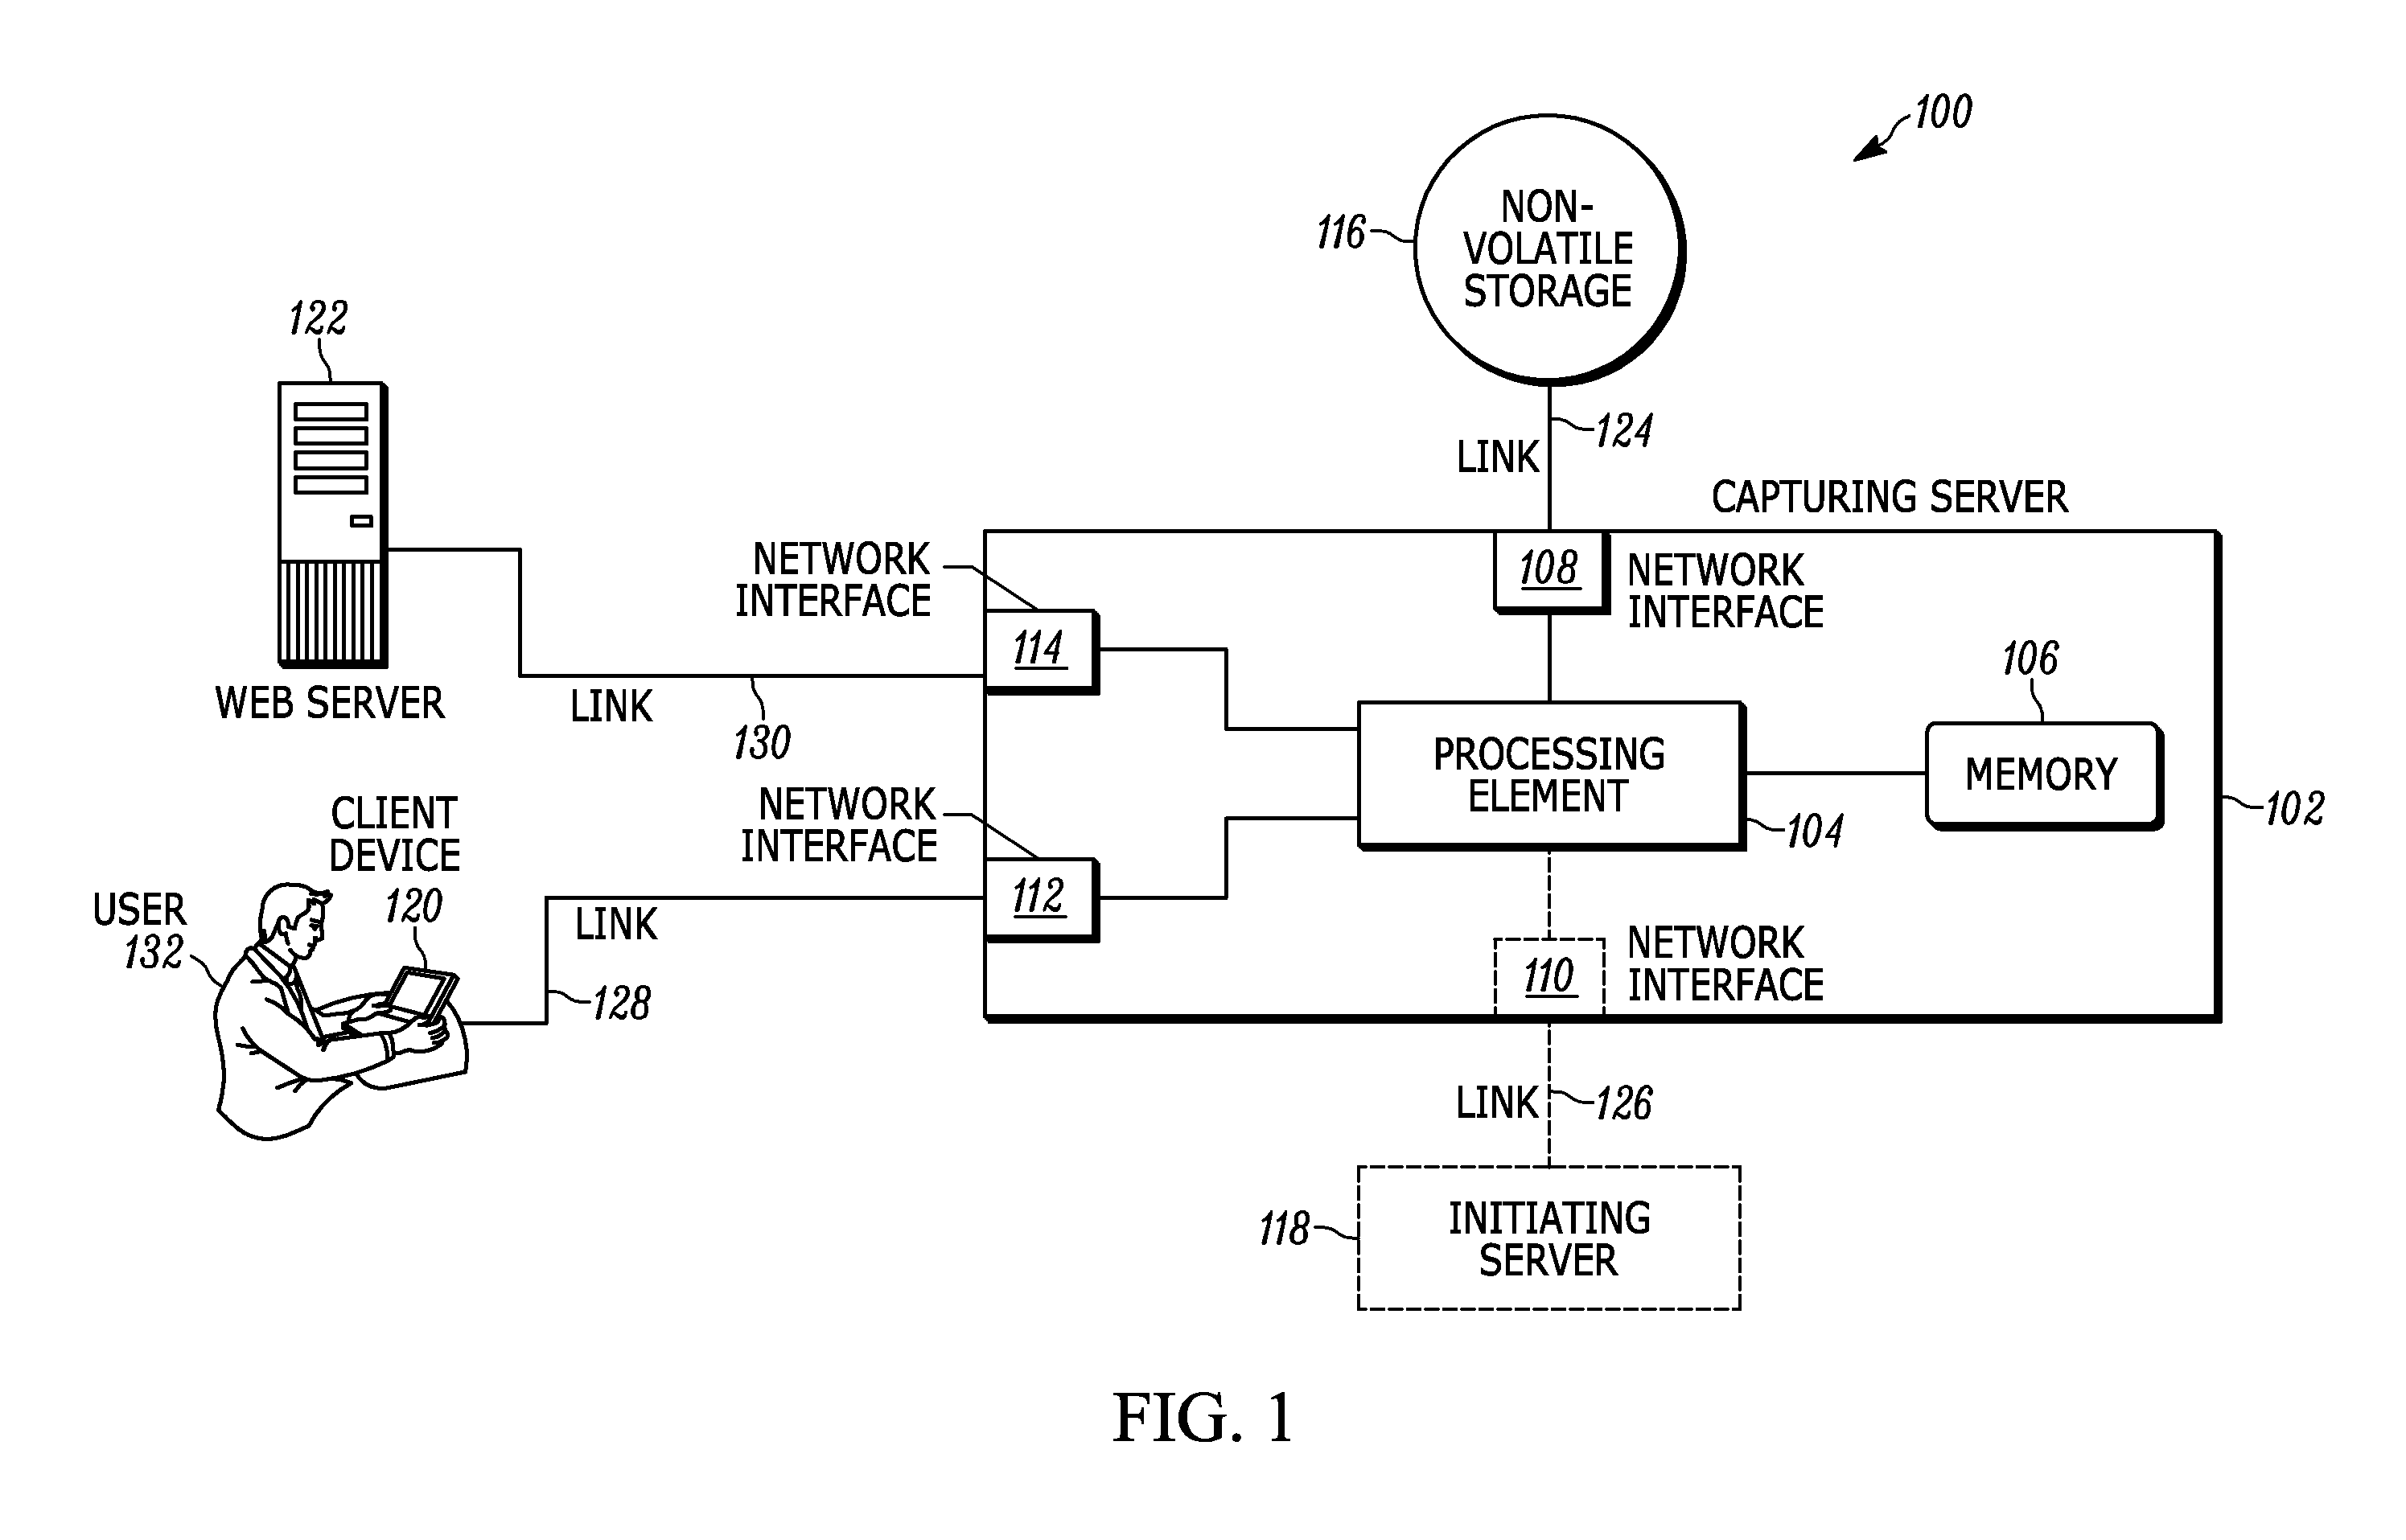 100
NON-
VOLATILE
STORAGE
116
122
124
LINK
CAPTURING SERVER
NETWORK
INTERFACE
108
NETWORK
INTERFACE
114
106
WEB SERVER
LINK
130
PROCESSING
ELEMENT
MEMORY
104
102
CLIENT
DEVICE
120
NETWORK
INTERFACE
112
USER
132
LINK
128
110
NETWORK
INTERFACE
LINK
126
118
INITIATING
SERVER
FIG. 1